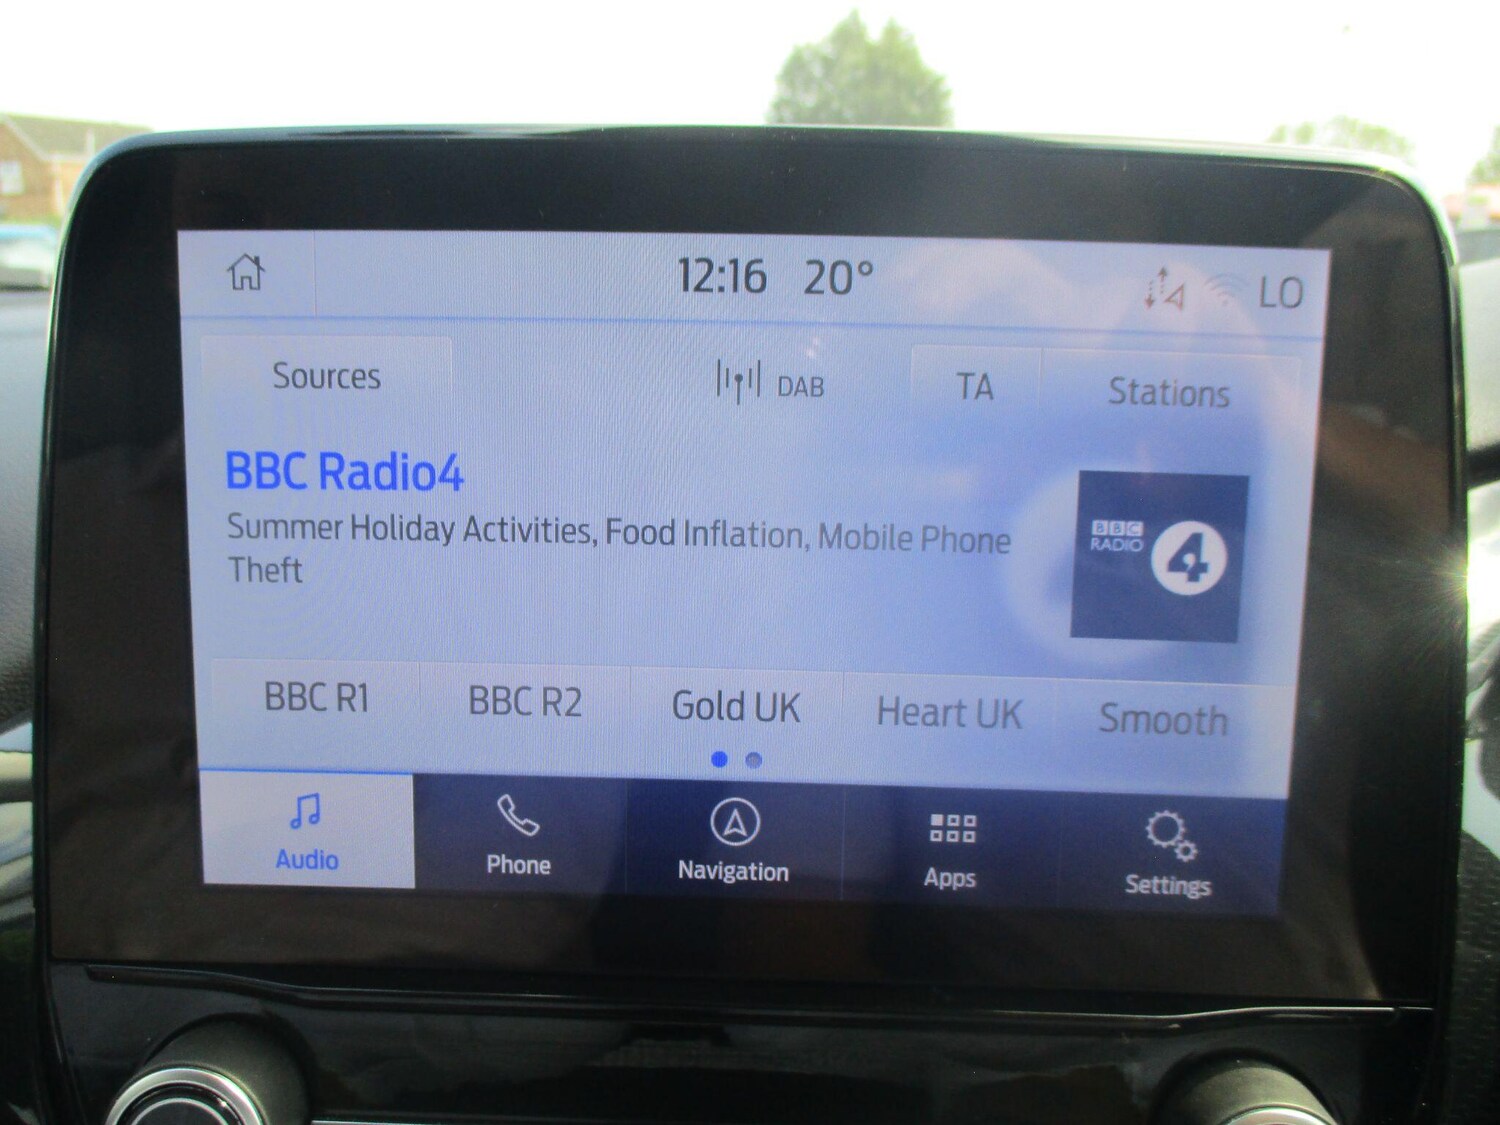 12:16 20° LO
Sources DAB TA Stations
BBC Radio4
Summer Holiday Activities, Food Inflation, Mobile Phone
Theft
BBC
RADIO 4
BBC R1 BBC R2 Gold UK Heart UK Smooth
Audio Phone Navigation Apps Settings